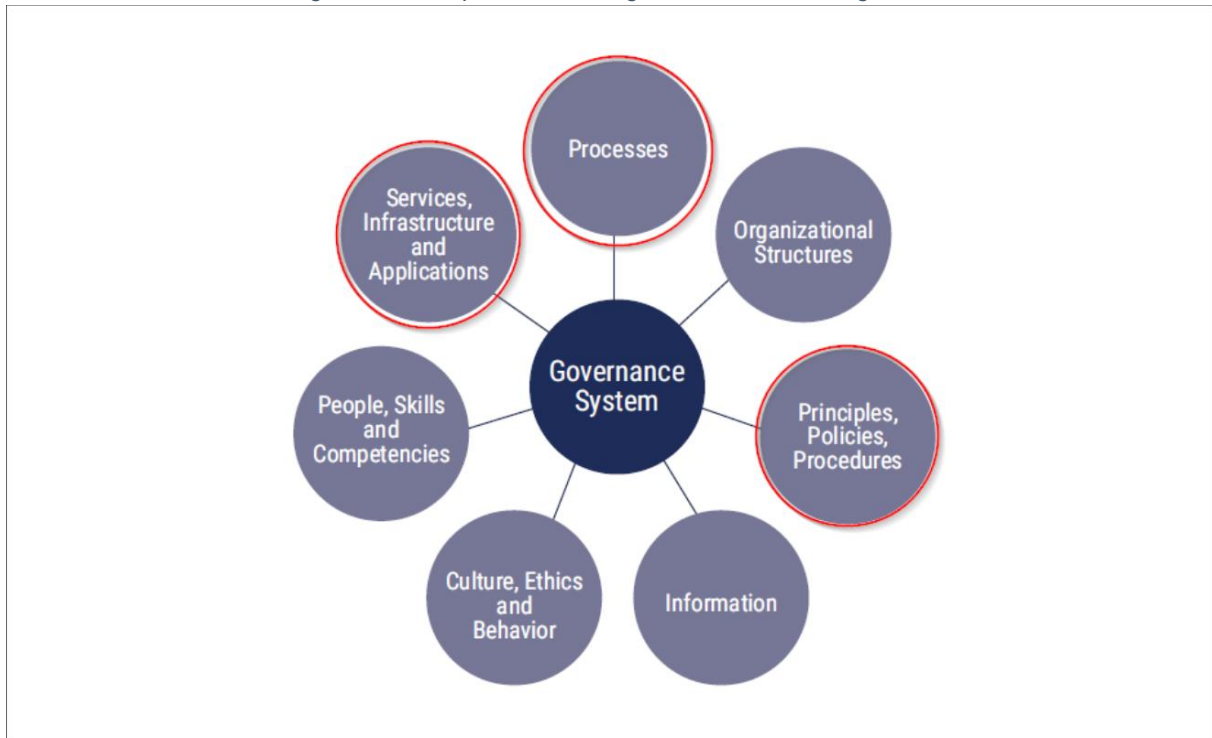 Processes
Services,
Infrastructure
and
Applications
Organizational
Structures
Governance
System
People, Skills
and
Competencies
Principles,
Policies,
Procedures
Culture, Ethics
and
Behavior
Information